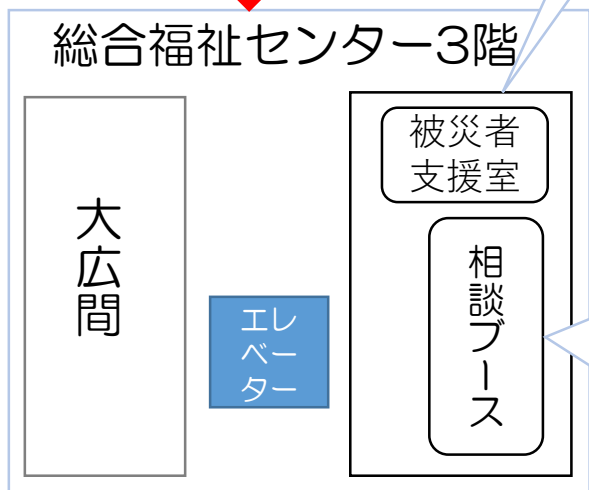 総合福祉センター3階
被災者
支援室
大広間
相談ブース
エレ
ベー
ター